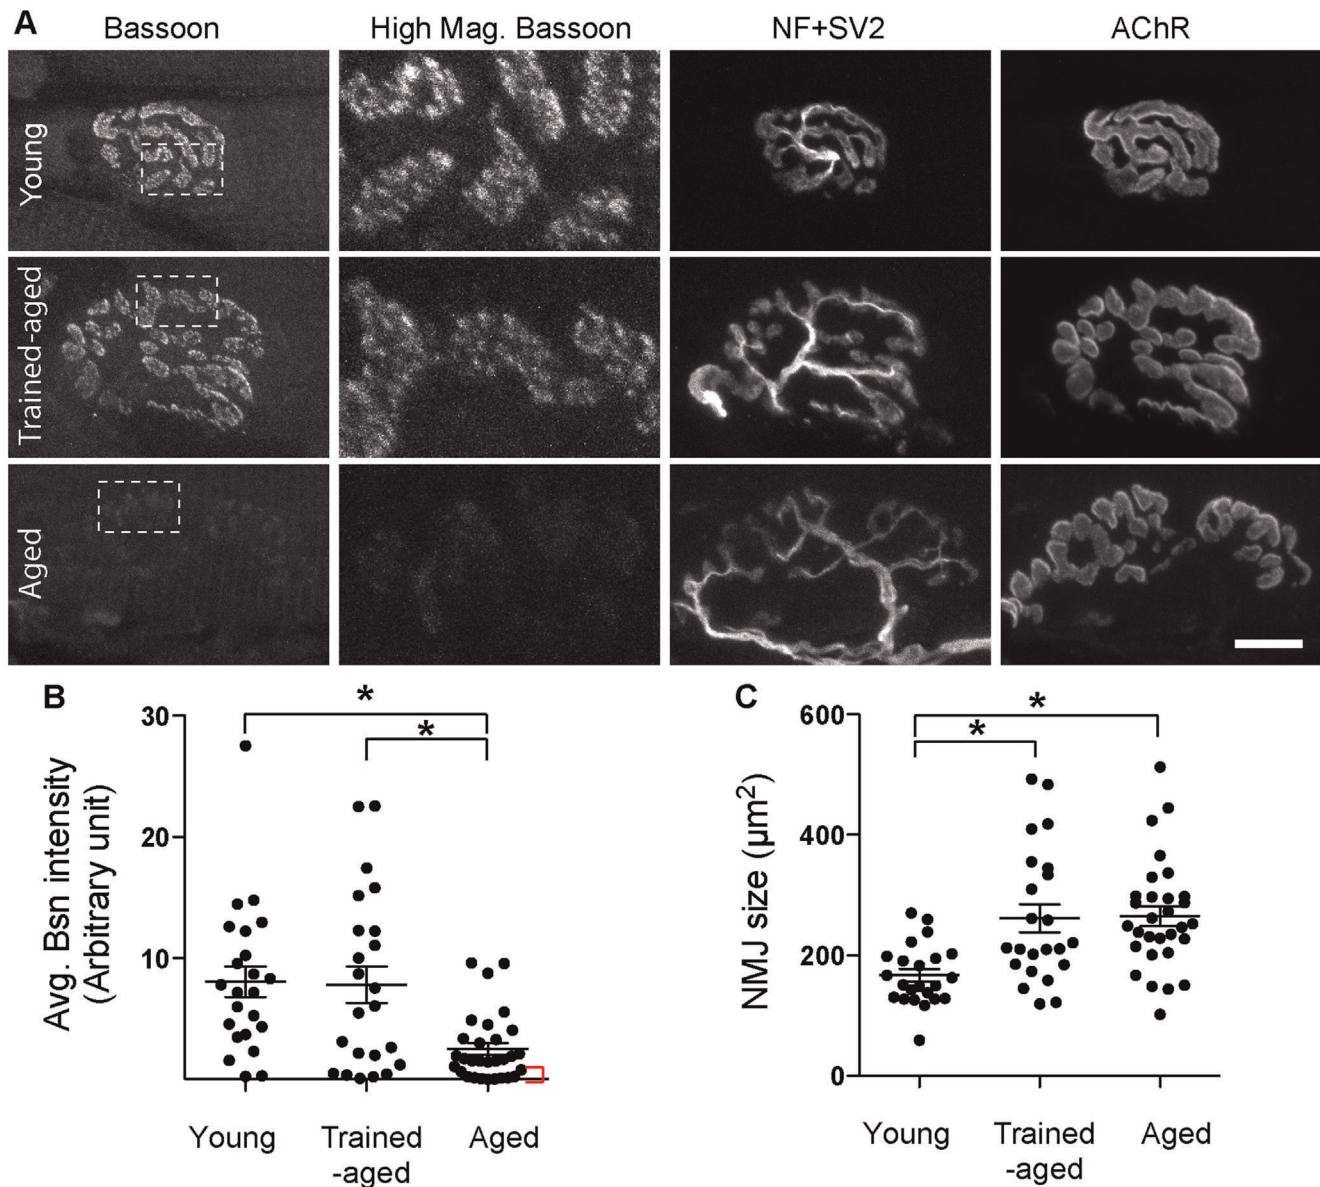 A
Bassoon
High Mag. Bassoon
NF+SV2
AChR
Young
Trained-aged
Aged
B
*
*
30
20
10
Avg. Bsn intensity
(Arbitrary unit)
Young
Trained
-aged
Aged
C
*
*
600
400
200
0
NMJ size (µm²)
Young
Trained
-aged
Aged